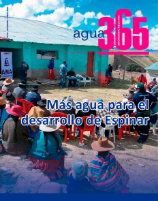 agua
365
Más agua para el
desarrollo de Espinar